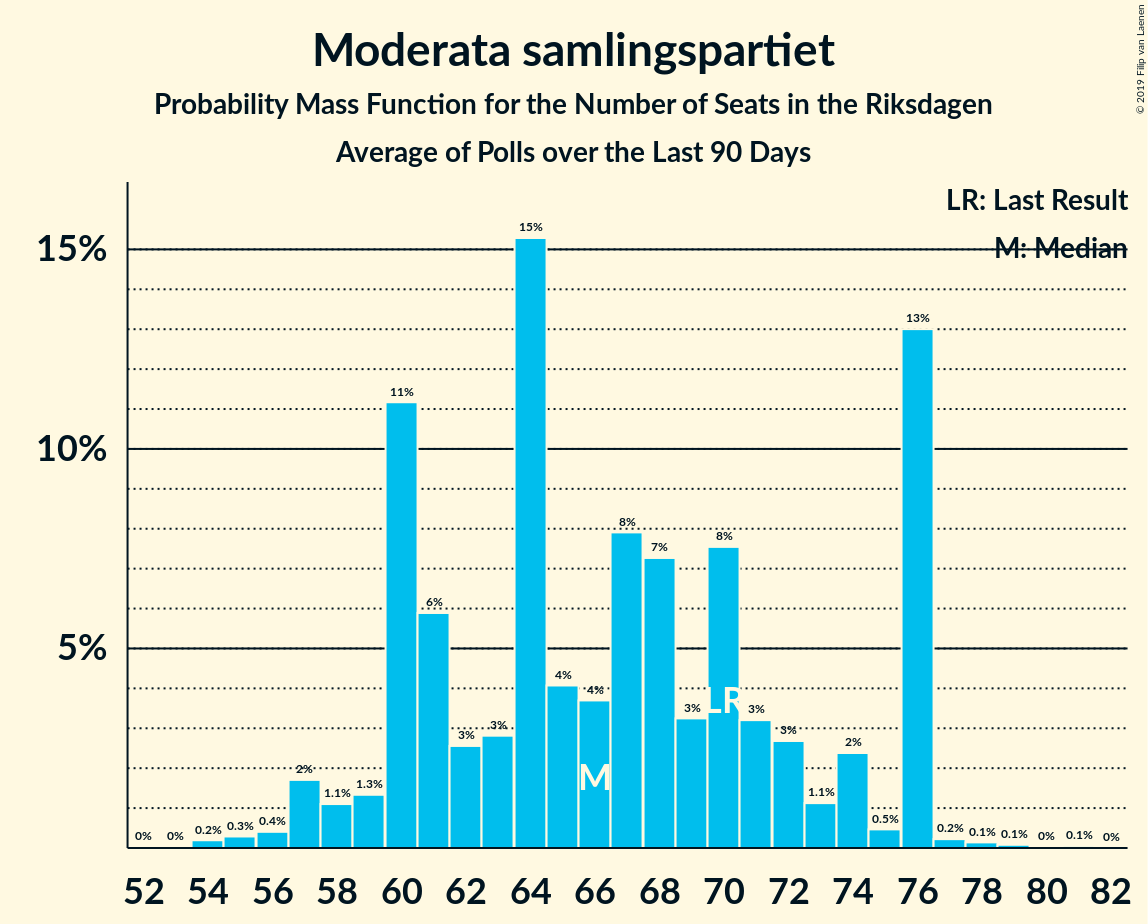 Moderata samlingspartiet
Probability Mass Function for the Number of Seats in the Riksdagen
Average of Polls over the Last 90 Days
© 2019 Filip van Laenen
LR: Last Result
M: Median
15%
10%
5%
0% 0% 0.2% 0.3% 0.4% 2% 1.1% 1.3% 11% 6% 3% 3% 15% 4% 4% 8% 7% 3% 8% 3% 3% 1.1% 2% 0.5% 13% 0.2% 0.1% 0.1% 0% 0.1% 0%
LR
M
52 54 56 58 60 62 64 66 68 70 72 74 76 78 80 82